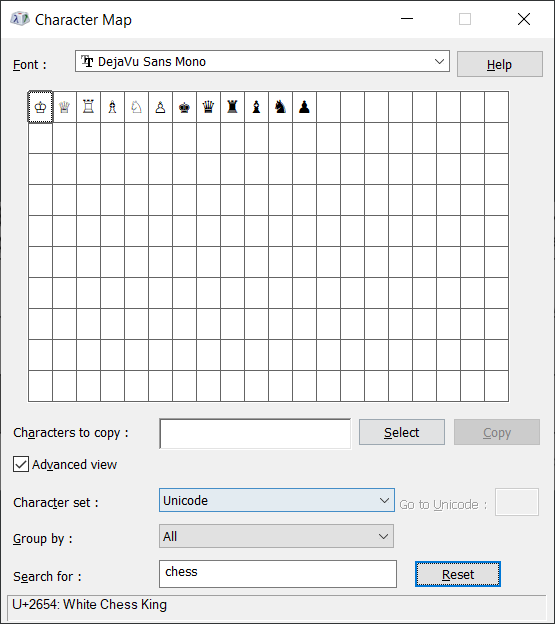 Character Map
Font : DejaVu Sans Mono Help
♔ ♕ ♖ ♗ ♘ ♙ ♚ ♛ ♜ ♝ ♞ ♟
Characters to copy : Select Copy
Advanced view
Character set : Unicode Go to Unicode :
Group by : All
Search for : chess Reset
U+2654: White Chess King